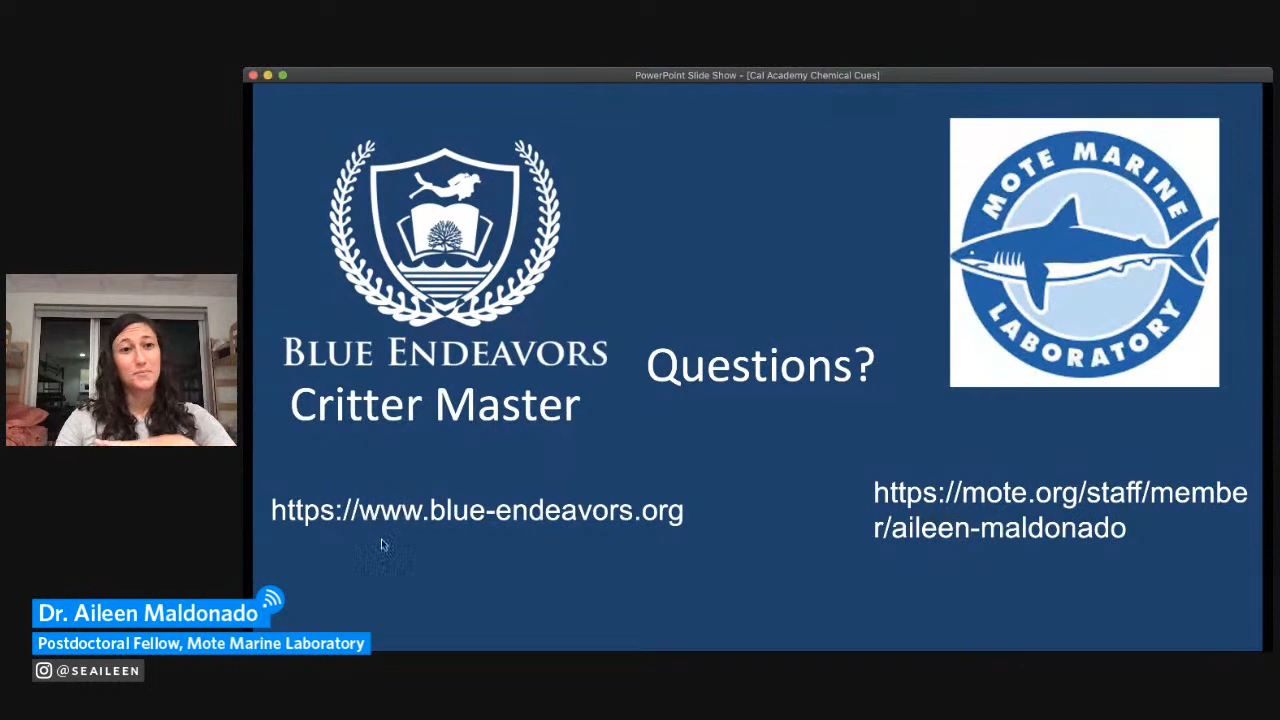 PowerPoint Slide Show - [Cal Academy Chemical Cues]
MOTE MARINE
LABORATORY
BLUE ENDEAVORS
Critter Master
Questions?
https://www.blue-endeavors.org
https://mote.org/staff/membe
r/aileen-maldonado
Dr. Aileen Maldonado
Postdoctoral Fellow, Mote Marine Laboratory
@SEAILEEN